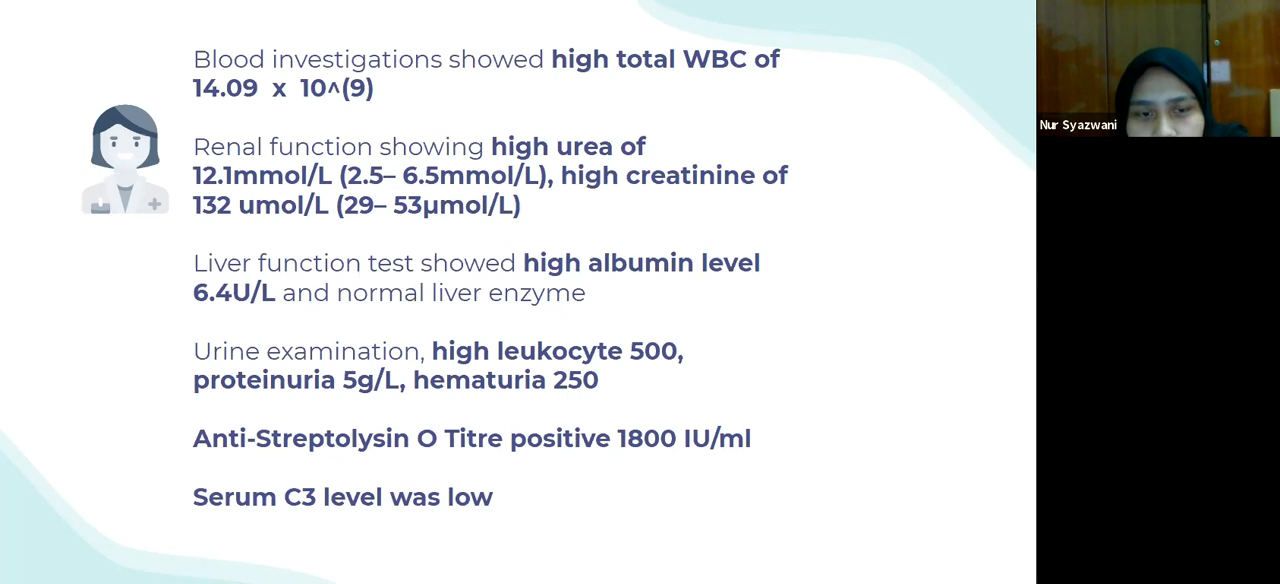 Blood investigations showed high total WBC of
14.09 x 10^(9)
Renal function showing high urea of
12.1mmol/L (2.5– 6.5mmol/L), high creatinine of
132 umol/L (29– 53µmol/L)
Liver function test showed high albumin level
6.4U/L and normal liver enzyme
Urine examination, high leukocyte 500,
proteinuria 5g/L, hematuria 250
Anti-Streptolysin O Titre positive 1800 IU/ml
Serum C3 level was low
Nur Syazwani